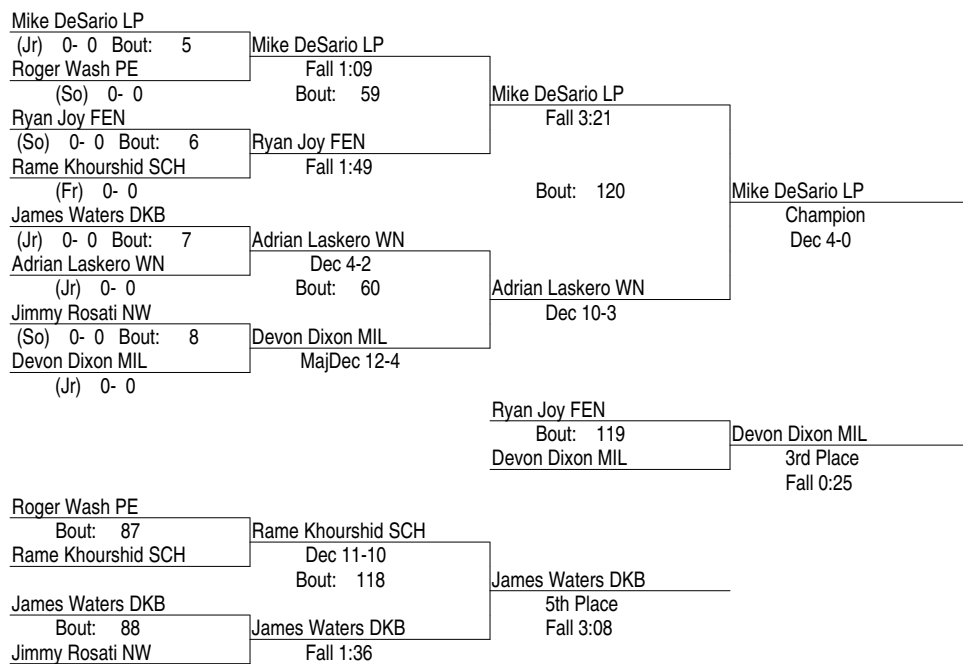 Mike DeSario LP
(Jr) 0- 0 Bout: 5
Mike DeSario LP
Roger Wash PE
Fall 1:09
(So) 0- 0
Bout: 59
Mike DeSario LP
Ryan Joy FEN
Fall 3:21
(So) 0- 0 Bout: 6
Ryan Joy FEN
Rame Khourshid SCH
Fall 1:49
(Fr) 0- 0
Bout: 120
Mike DeSario LP
James Waters DKB
Champion
(Jr) 0- 0 Bout: 7
Adrian Laskero WN
Dec 4-0
Adrian Laskero WN
Dec 4-2
(Jr) 0- 0
Bout: 60
Adrian Laskero WN
Jimmy Rosati NW
Dec 10-3
(So) 0- 0 Bout: 8
Devon Dixon MIL
Devon Dixon MIL
MajDec 12-4
(Jr) 0- 0
Ryan Joy FEN
Bout: 119
Devon Dixon MIL
Devon Dixon MIL
3rd Place
Fall 0:25
Roger Wash PE
Bout: 87
Rame Khourshid SCH
Rame Khourshid SCH
Dec 11-10
Bout: 118
James Waters DKB
James Waters DKB
5th Place
Bout: 88
James Waters DKB
Fall 3:08
Jimmy Rosati NW
Fall 1:36